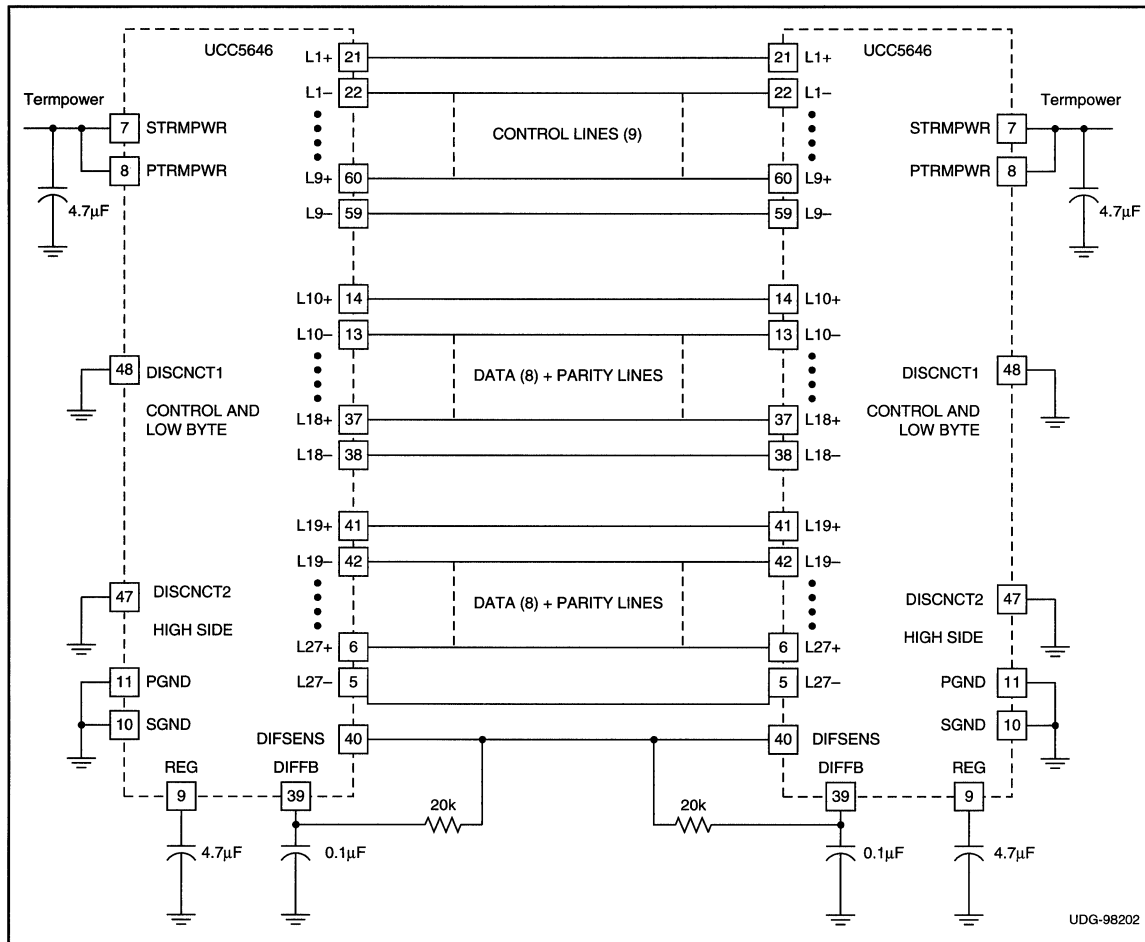 UCC5646
L1+ 21
21 L1+
UCC5646
L1– 22
22 L1–
Termpower
Termpower
7 STRMPWR
CONTROL LINES (9)
STRMPWR 7
8 PTRMPWR
PTRMPWR 8
L9+ 60
60 L9+
4.7µF
L9– 59
59 L9–
4.7µF
L10+ 14
14 L10+
L10– 13
13 L10–
48 DISCNCT1
DATA (8) + PARITY LINES
DISCNCT1 48
CONTROL AND
LOW BYTE
L18+ 37
37 L18+
CONTROL AND
LOW BYTE
L18– 38
38 L18–
L19+ 41
41 L19+
L19– 42
42 L19–
47 DISCNCT2
DATA (8) + PARITY LINES
DISCNCT2 47
HIGH SIDE
HIGH SIDE
L27+ 6
6 L27+
11 PGND
L27– 5
5 L27–
PGND 11
10 SGND
SGND 10
DIFSENS 40
40 DIFSENS
REG
9
DIFFB
39
20k
20k
DIFFB
39
REG
9
4.7µF
0.1µF
0.1µF
4.7µF
UDG-98202